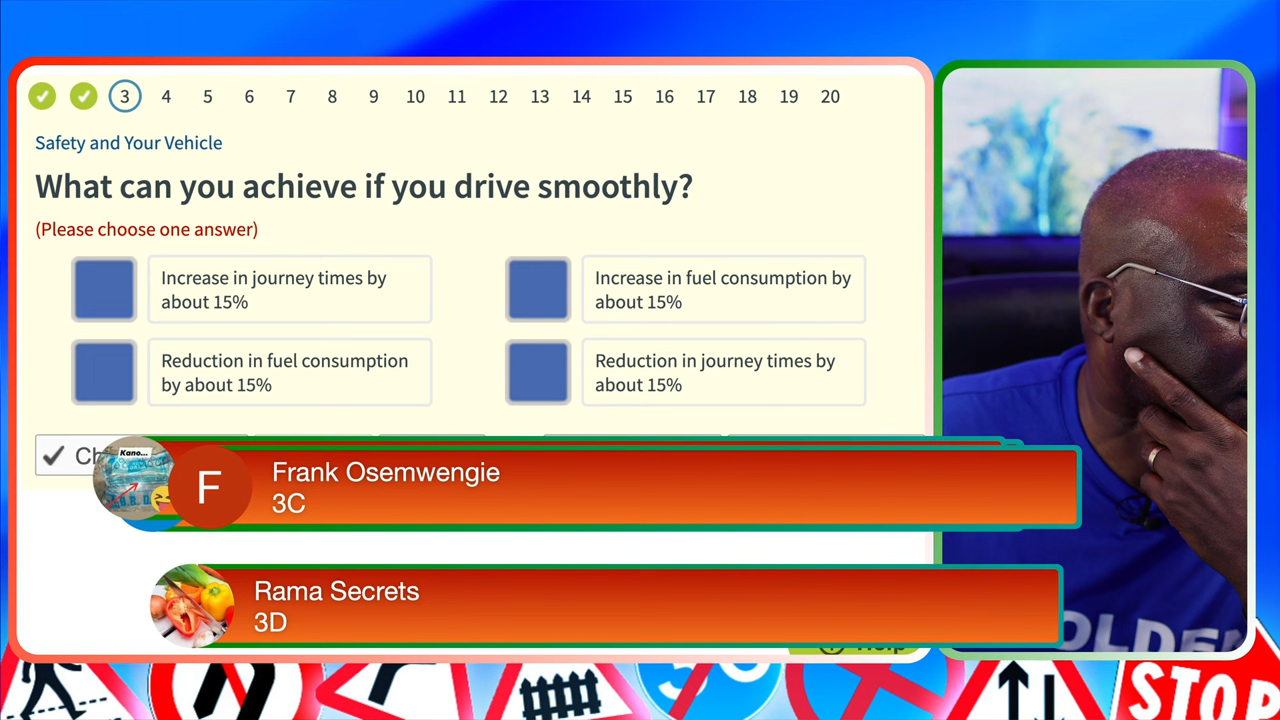 3 4 5 6 7 8 9 10 11 12 13 14 15 16 17 18 19 20
Safety and Your Vehicle
What can you achieve if you drive smoothly?
(Please choose one answer)
Increase in journey times by
about 15%
Increase in fuel consumption by
about 15%
Reduction in fuel consumption
by about 15%
Reduction in journey times by
about 15%
Kano...
F
Frank Osemwengie
3C
Rama Secrets
3D
Help
OLDEN
STOP